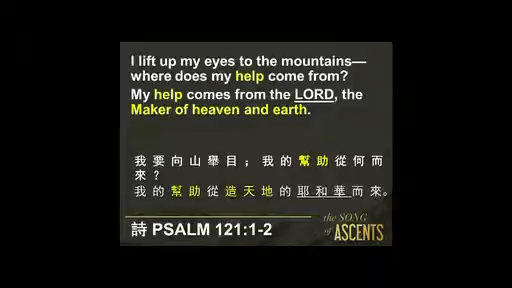 I lift up my eyes to the mountains—
where does my help come from?
My help comes from the LORD, the
Maker of heaven and earth.
我要向山舉目；我的幫助從何而
來？
我的幫助從造天地的耶和華而來。
詩 PSALM 121:1-2
the SONG
of ASCENTS